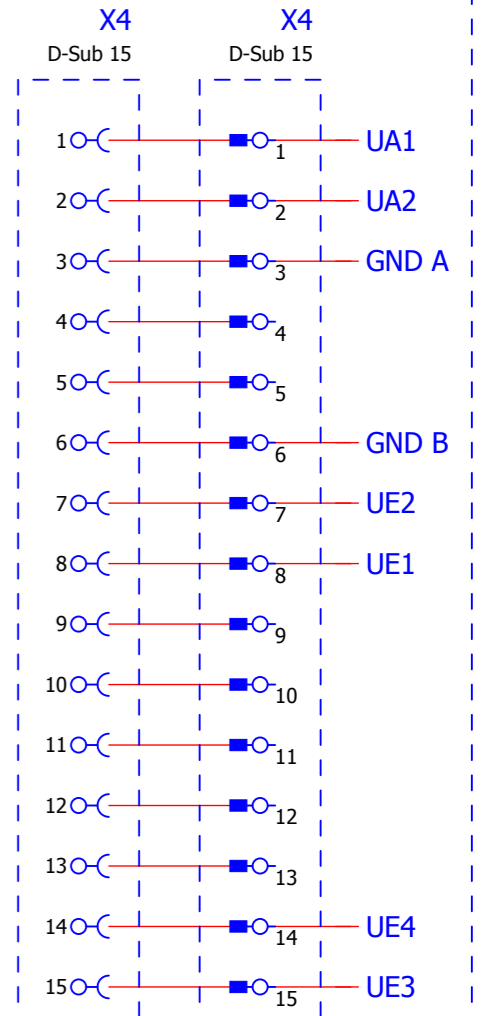 X4 X4
D-Sub 15 D-Sub 15
1 1 UA1
2 2 UA2
3 3 GND A
4 4
5 5
6 6 GND B
7 7 UE2
8 8 UE1
9 9
10 10
11 11
12 12
13 13
14 14 UE4
15 15 UE3